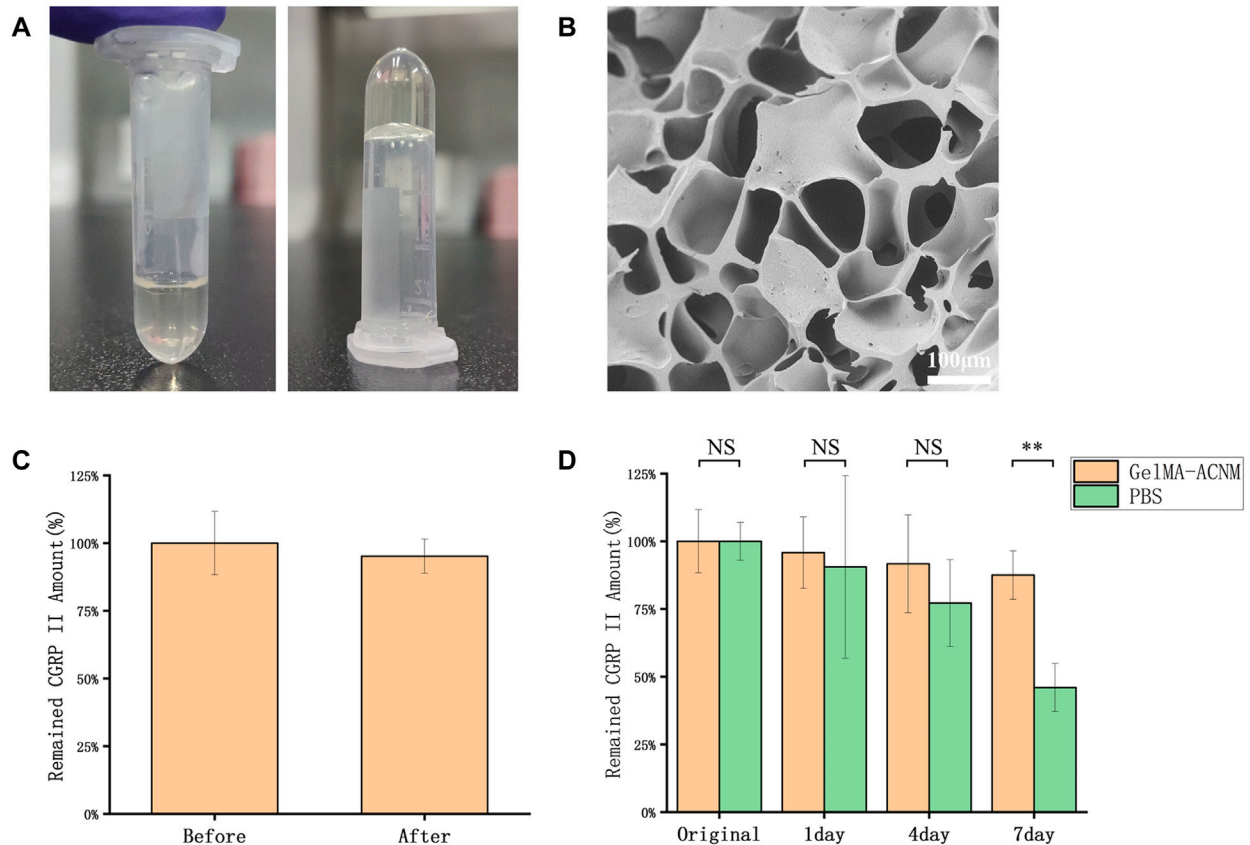 A
B
100μm
C
125%
100%
75%
50%
25%
0%
Remained CGRP II Amount(%)
Before
After
D
NS
NS
NS
**
GelMA-ACNM
PBS
125%
100%
75%
50%
25%
0%
Remained CGRP II Amount(%)
Original
1day
4day
7day